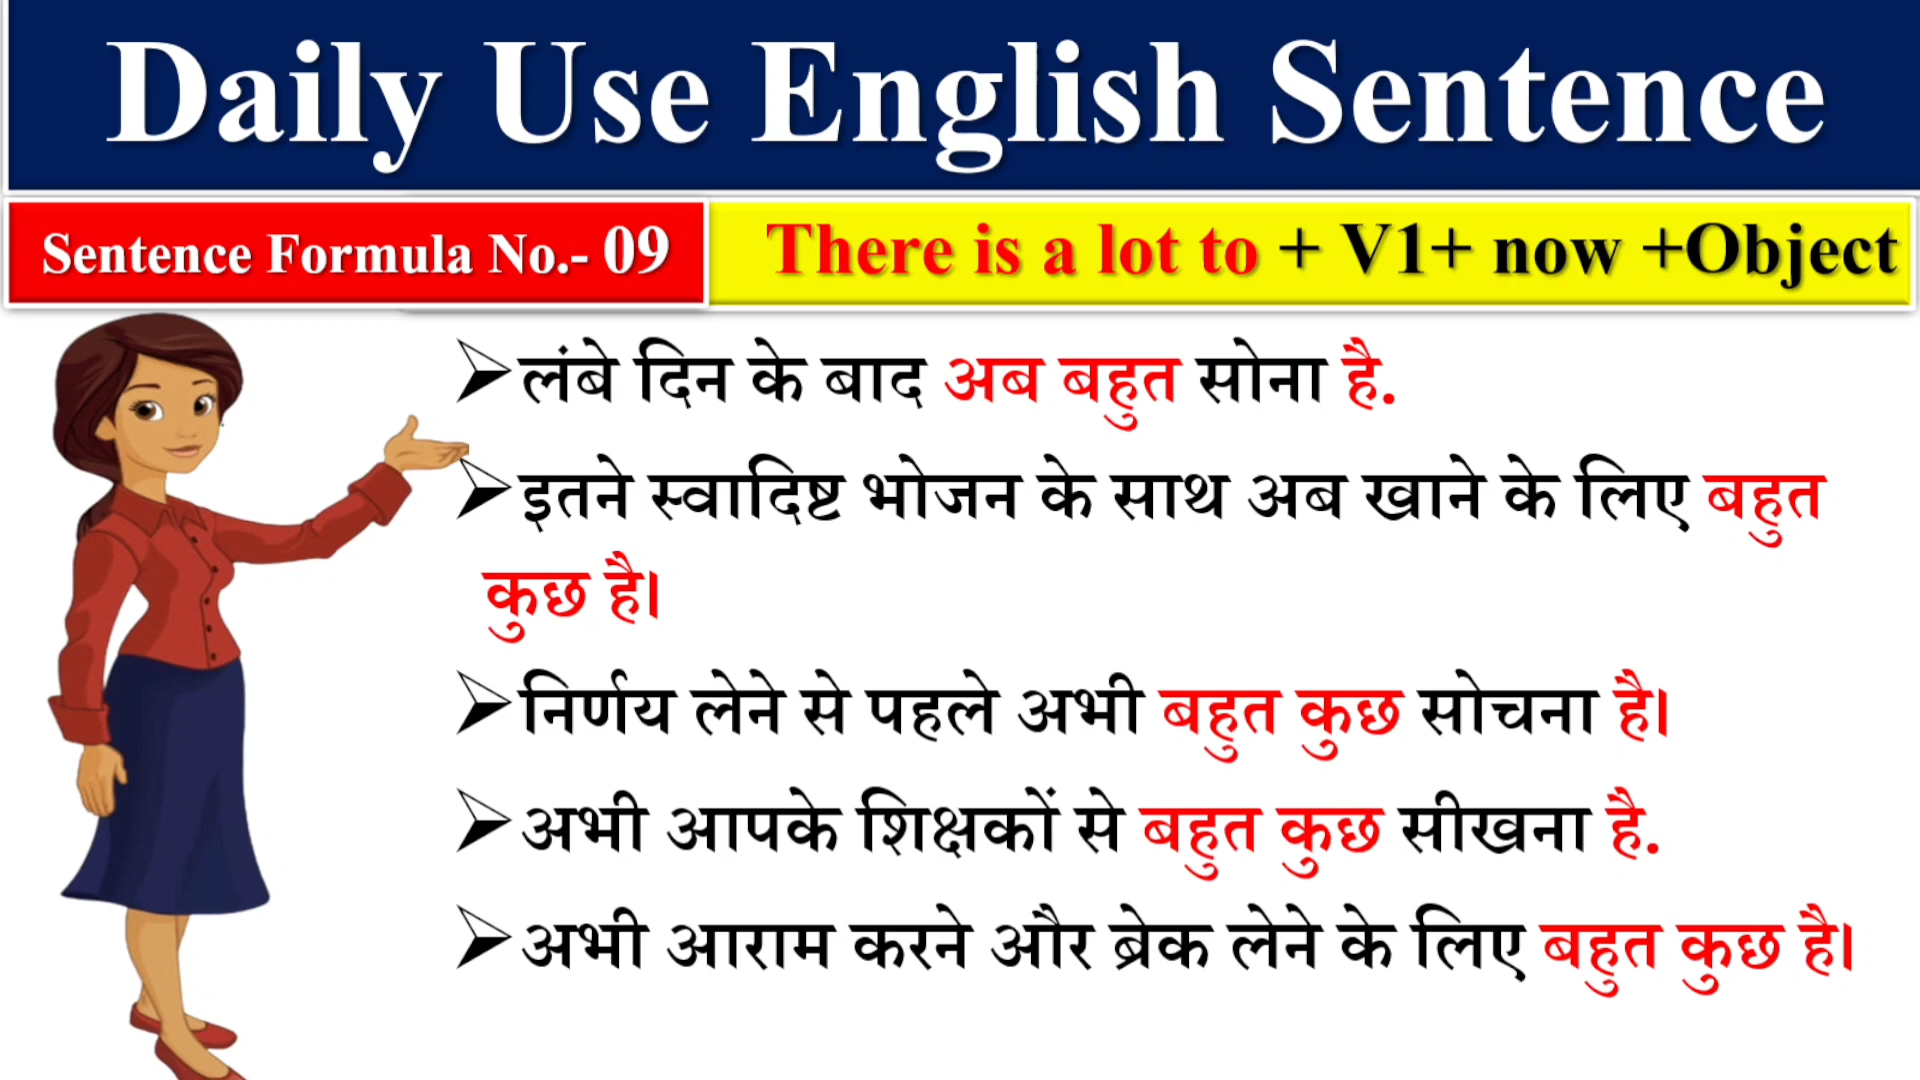 Daily Use English Sentence
Sentence Formula No.- 09
There is a lot to + V1+ now +Object
➢लंबे दिन के बाद अब बहुत सोना है.
➢इतने स्वादिष्ट भोजन के साथ अब खाने के लिए बहुत
कुछ है।
➢निर्णय लेने से पहले अभी बहुत कुछ सोचना है।
➢अभी आपके शिक्षकों से बहुत कुछ सीखना है.
➢अभी आराम करने और ब्रेक लेने के लिए बहुत कुछ है।